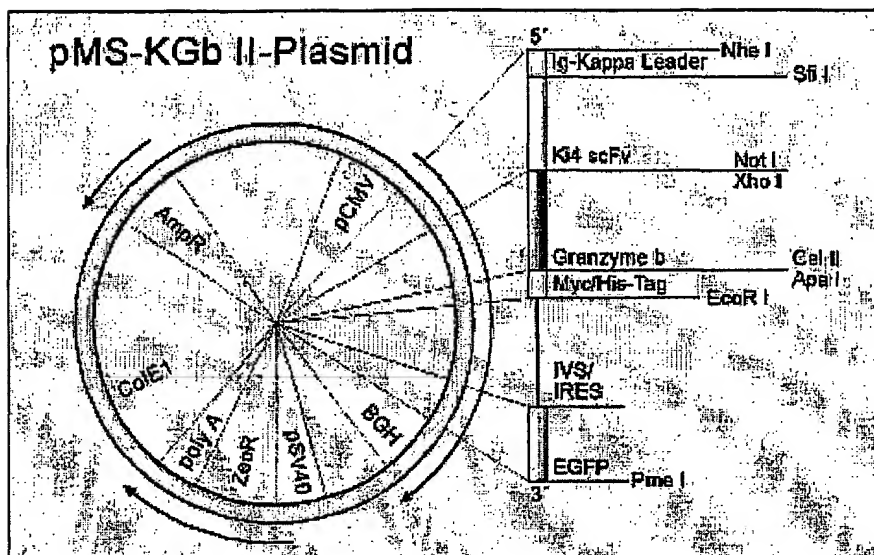 pMS-KGb II-Plasmid
5'
Nhe I
Ig-Kappa Leader
Sfi I
Ki4 scFv
Not I
Xho I
Granzyme b
Cel II
Myc/His-Tag
Apa I
EcoR I
IVS/
IRES
EGFP
Pme I
3'
pCMV
AmpR
ColE1
poly A
ZeoR
pSV40
BGH